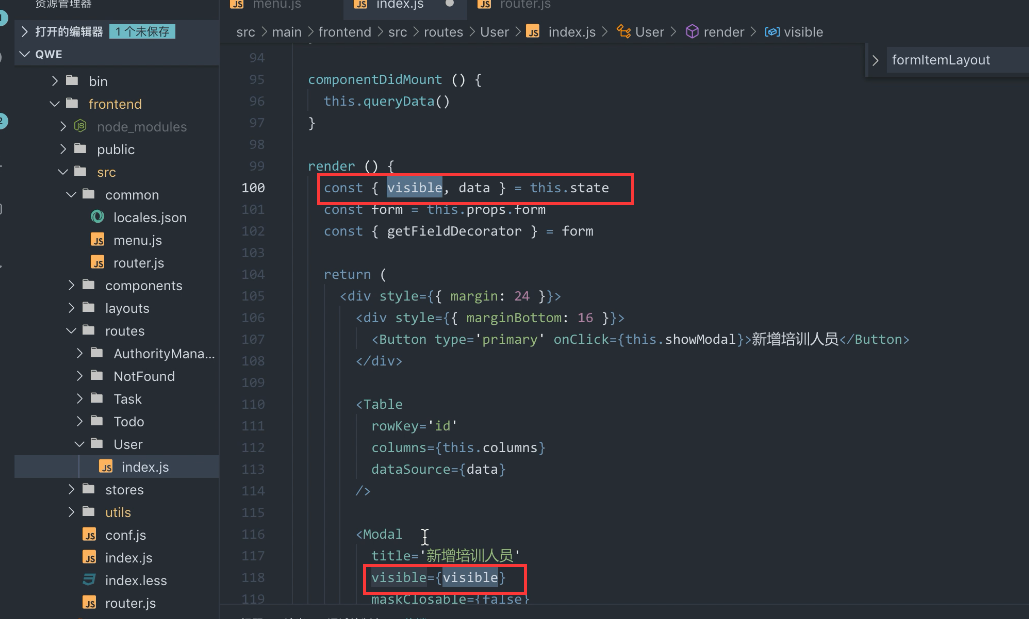 资源管理器
menu.js
index.js
router.js
打开的编辑器 1 个未保存
QWE
bin
frontend
node_modules
public
src
common
locales.json
menu.js
router.js
components
layouts
routes
AuthorityMana...
NotFound
Task
Todo
User
index.js
stores
utils
conf.js
index.js
index.less
router.js
src > main > frontend > src > routes > User > JS index.js > User > render > visible
formItemLayout
94
95 componentDidMount () {
96 this.queryData()
97 }
98
99 render () {
100 const { visible, data } = this.state
101 const form = this.props.form
102 const { getFieldDecorator } = form
103
104 return (
105 <div style={{ margin: 24 }}>
106 <div style={{ marginBottom: 16 }}>
107 <Button type='primary' onClick={this.showModal}>新增培训人员</Button>
108 </div>
109
110 <Table
111 rowKey='id'
112 columns={this.columns}
113 dataSource={data}
114 />
115
116 <Modal
117 title='新增培训人员'
118 visible={visible}
119 maskClosable={false}